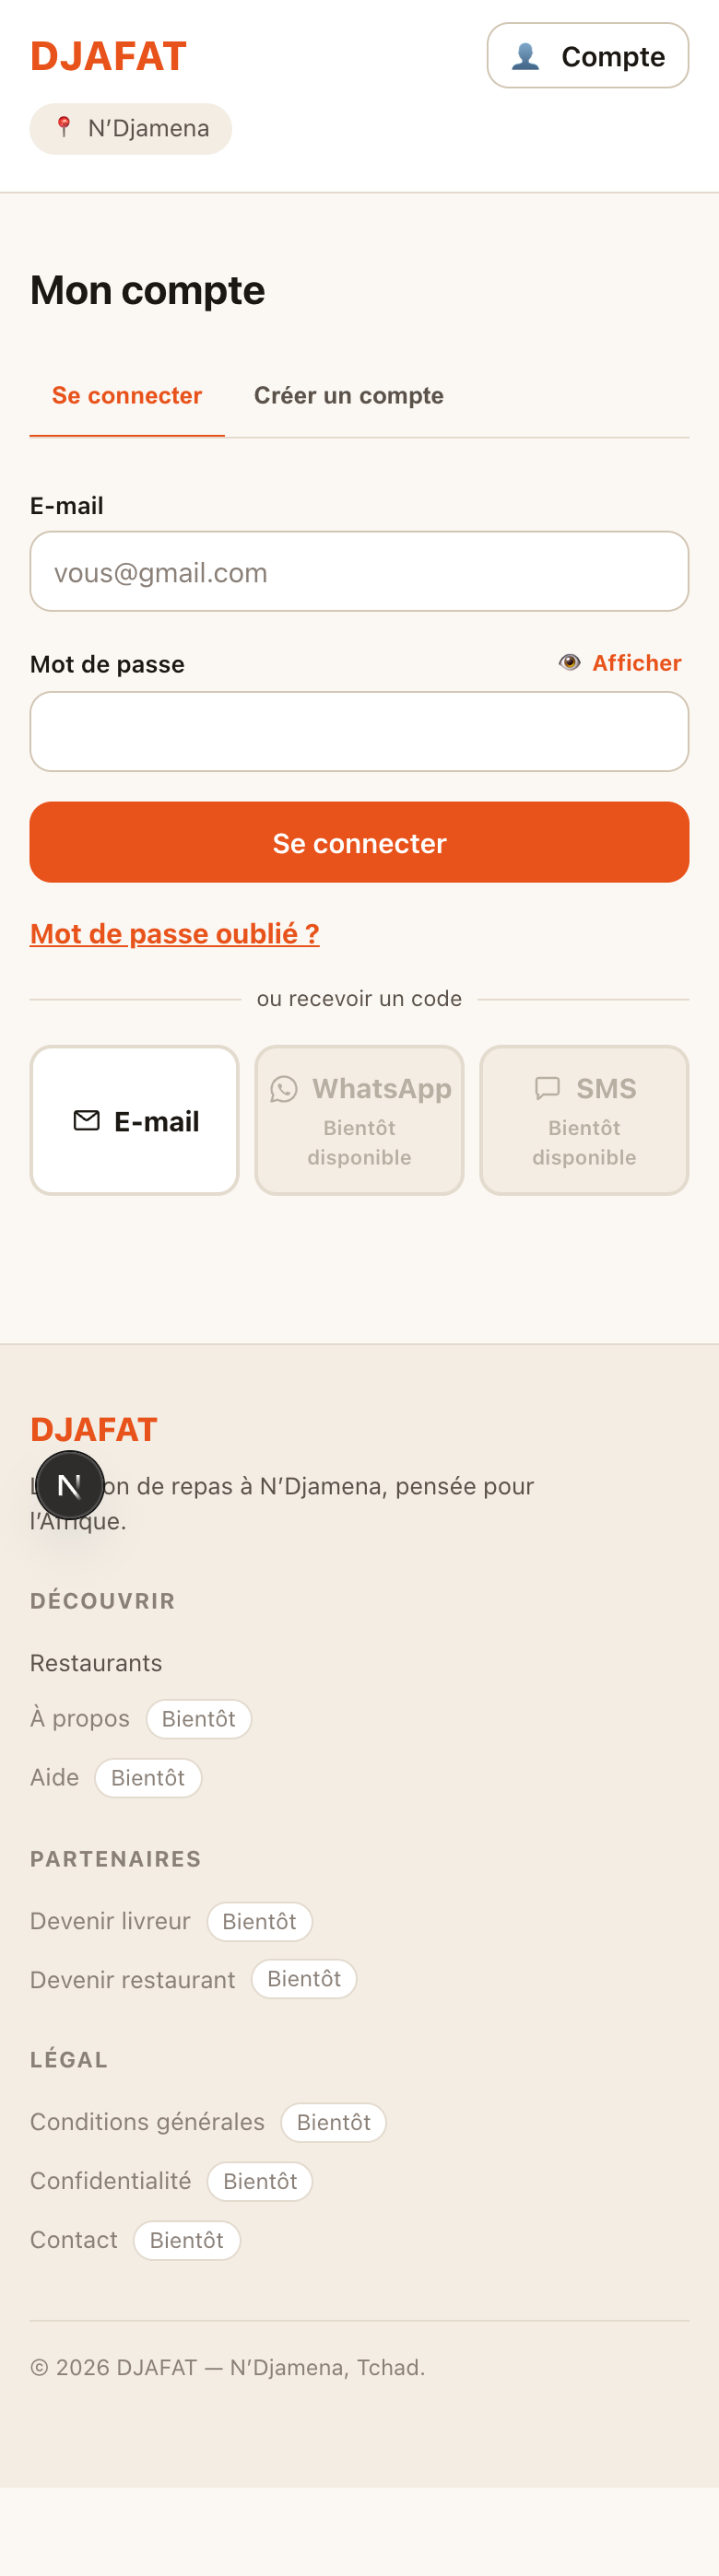 DJAFAT
Compte
N’Djamena
Mon compte
Se connecter
Créer un compte
E-mail
vous@gmail.com
Mot de passe
Afficher
Se connecter
Mot de passe oublié ?
ou recevoir un code
E-mail
WhatsApp
Bientôt
disponible
SMS
Bientôt
disponible
DJAFAT
N
on de repas à N’Djamena, pensée pour
l’Afrique.
DÉCOUVRIR
Restaurants
À propos Bientôt
Aide Bientôt
PARTENAIRES
Devenir livreur Bientôt
Devenir restaurant Bientôt
LÉGAL
Conditions générales Bientôt
Confidentialité Bientôt
Contact Bientôt
© 2026 DJAFAT — N’Djamena, Tchad.